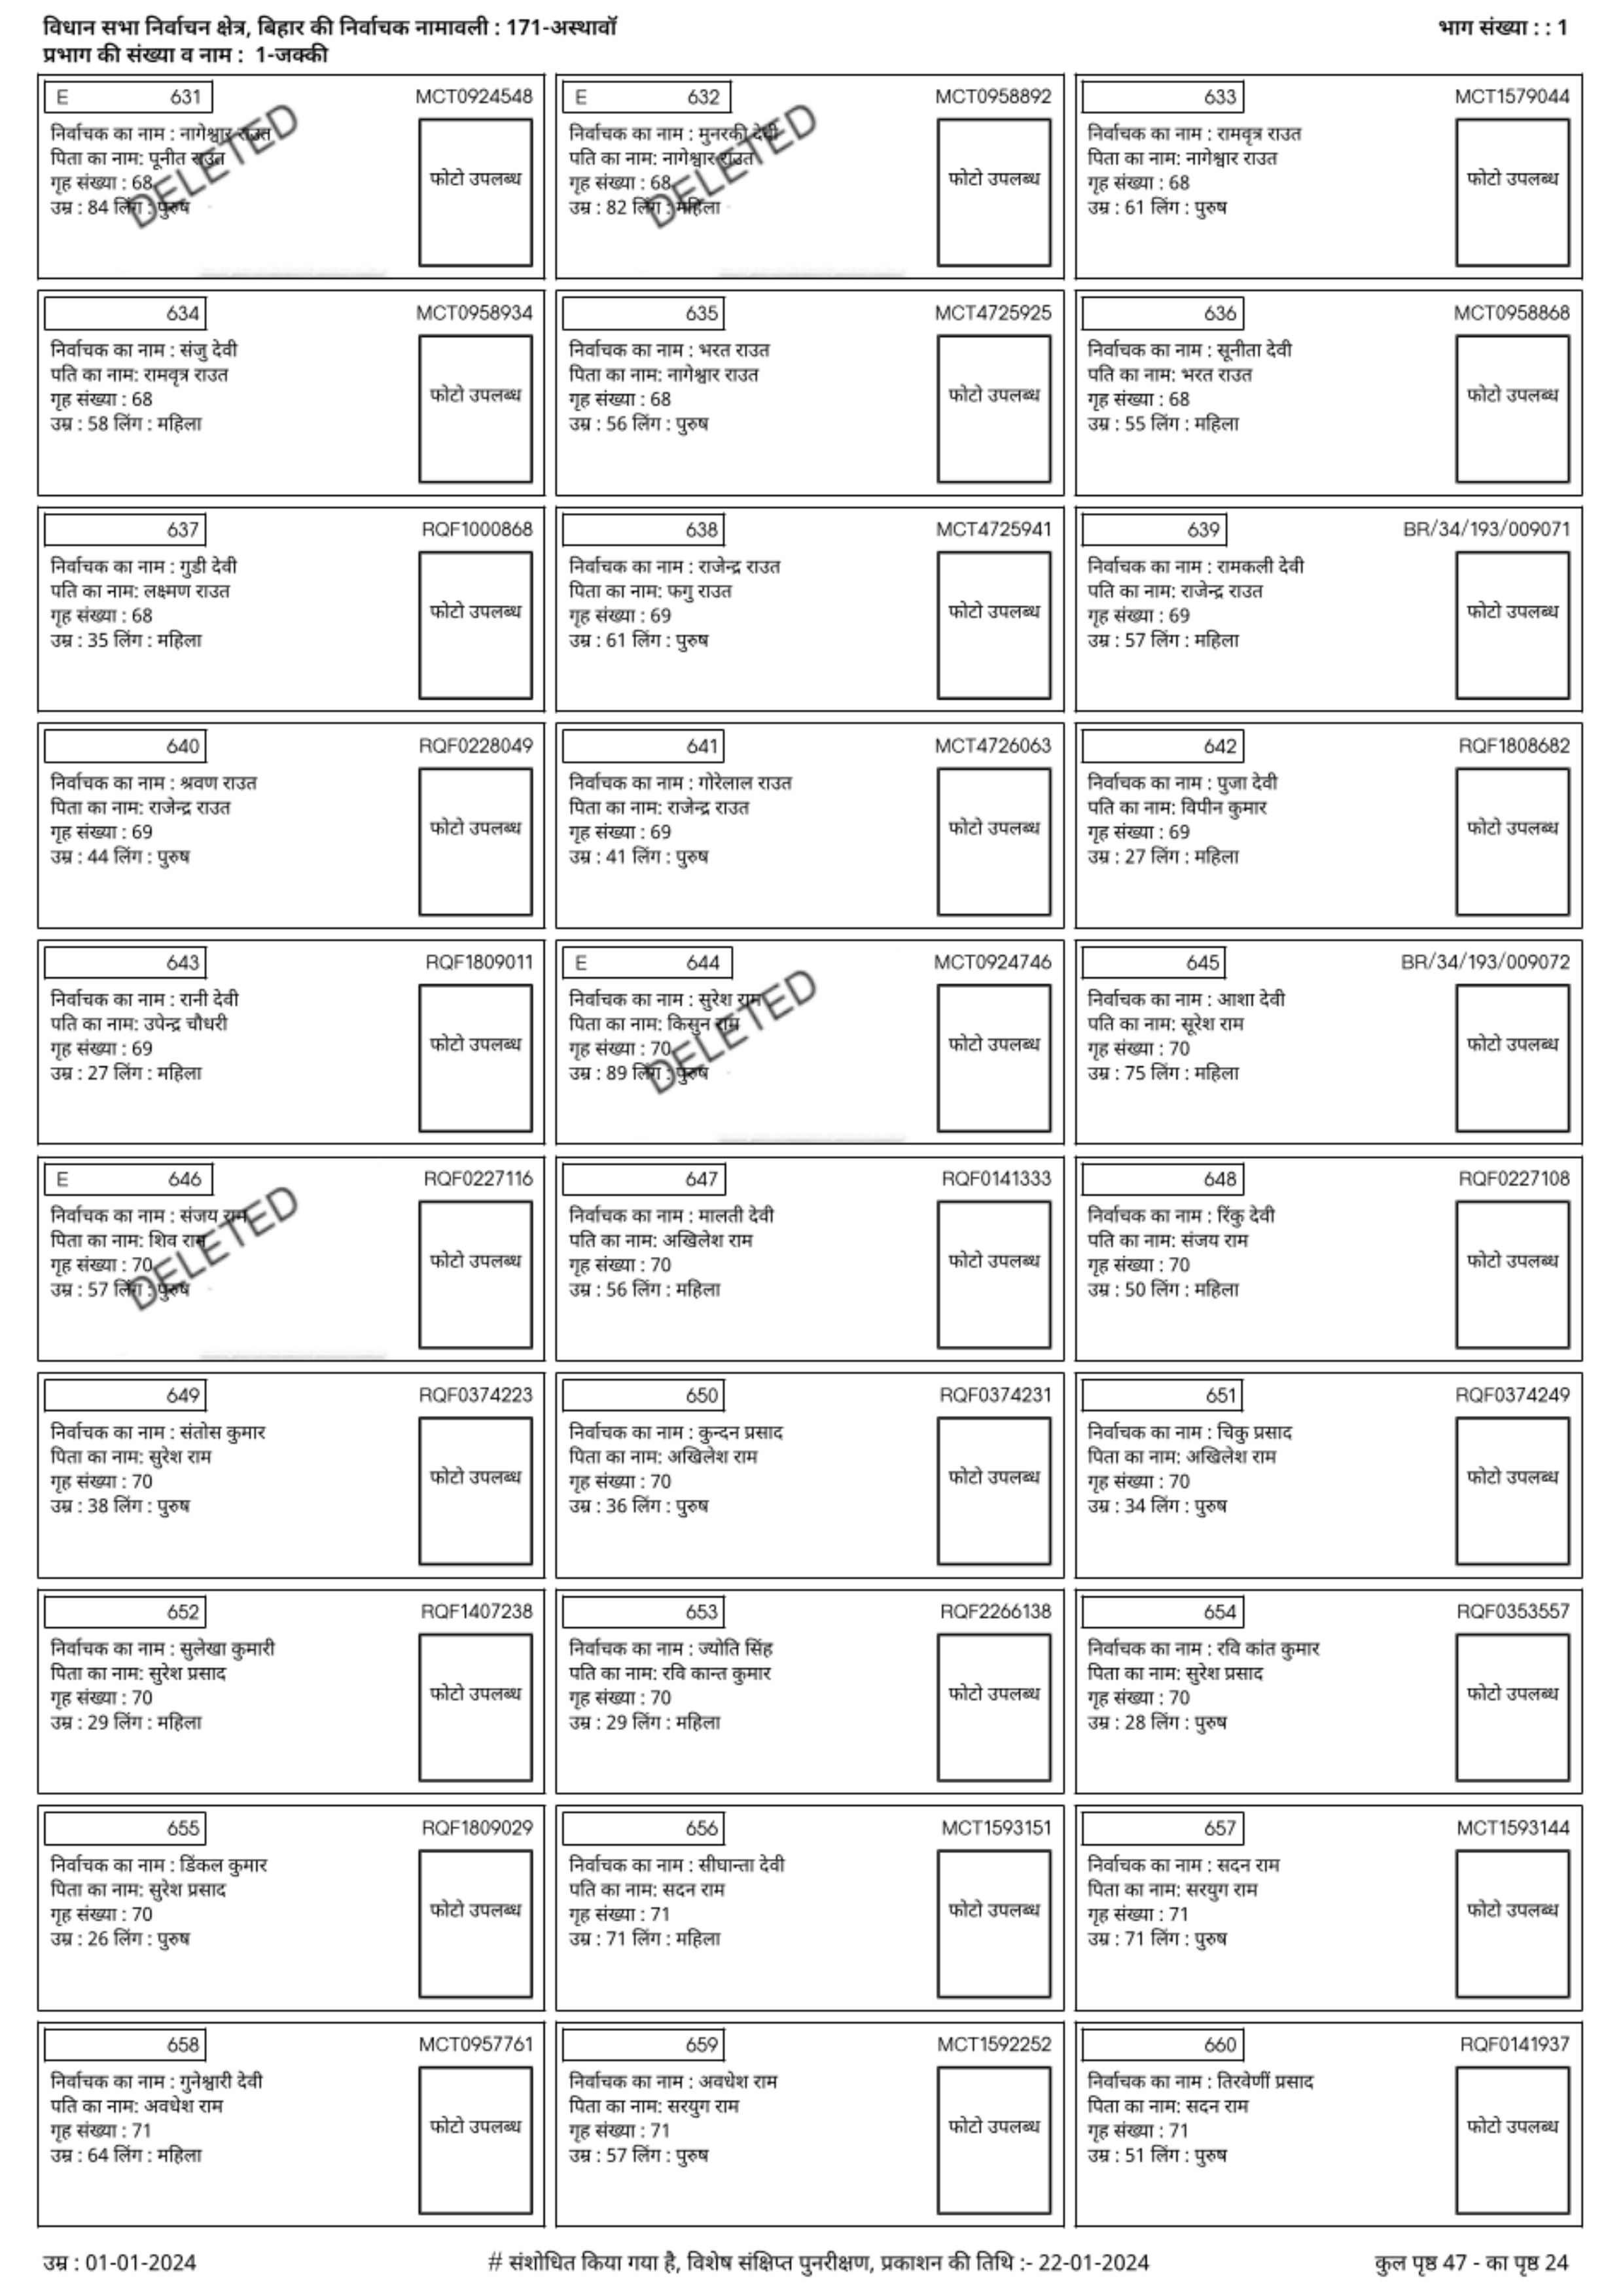 विधान सभा निर्वाचन क्षेत्र, बिहार की निर्वाचक नामावली : 171-अस्थावॉ
भाग संख्या : : 1
प्रभाग की संख्या व नाम : 1-जक्की
E 631 MCT0924548
निर्वाचक का नाम : नागेश्वार राउत
पिता का नाम: पूनीत राउत
गृह संख्या : 68
उम्र : 84 लिंग : पुरुष
फोटो उपलब्ध
DELETED
E 632 MCT0958892
निर्वाचक का नाम : मुनरकी देवी
पति का नाम: नागेश्वार राउत
गृह संख्या : 68
उम्र : 82 लिंग : महिला
फोटो उपलब्ध
DELETED
633 MCT1579044
निर्वाचक का नाम : रामवृत्र राउत
पिता का नाम: नागेश्वार राउत
गृह संख्या : 68
उम्र : 61 लिंग : पुरुष
फोटो उपलब्ध
634 MCT0958934
निर्वाचक का नाम : संजु देवी
पति का नाम: रामवृत्र राउत
गृह संख्या : 68
उम्र : 58 लिंग : महिला
फोटो उपलब्ध
635 MCT4725925
निर्वाचक का नाम : भरत राउत
पिता का नाम: नागेश्वार राउत
गृह संख्या : 68
उम्र : 56 लिंग : पुरुष
फोटो उपलब्ध
636 MCT0958868
निर्वाचक का नाम : सूनीता देवी
पति का नाम: भरत राउत
गृह संख्या : 68
उम्र : 55 लिंग : महिला
फोटो उपलब्ध
637 RQF1000868
निर्वाचक का नाम : गुडी देवी
पति का नाम: लक्ष्मण राउत
गृह संख्या : 68
उम्र : 35 लिंग : महिला
फोटो उपलब्ध
638 MCT4725941
निर्वाचक का नाम : राजेन्द्र राउत
पिता का नाम: फगु राउत
गृह संख्या : 69
उम्र : 61 लिंग : पुरुष
फोटो उपलब्ध
639 BR/34/193/009071
निर्वाचक का नाम : रामकली देवी
पति का नाम: राजेन्द्र राउत
गृह संख्या : 69
उम्र : 57 लिंग : महिला
फोटो उपलब्ध
640 RQF0228049
निर्वाचक का नाम : श्रवण राउत
पिता का नाम: राजेन्द्र राउत
गृह संख्या : 69
उम्र : 44 लिंग : पुरुष
फोटो उपलब्ध
641 MCT4726063
निर्वाचक का नाम : गोरेलाल राउत
पिता का नाम: राजेन्द्र राउत
गृह संख्या : 69
उम्र : 41 लिंग : पुरुष
फोटो उपलब्ध
642 RQF1808682
निर्वाचक का नाम : पुजा देवी
पति का नाम: विपीन कुमार
गृह संख्या : 69
उम्र : 27 लिंग : महिला
फोटो उपलब्ध
643 RQF1809011
निर्वाचक का नाम : रानी देवी
पति का नाम: उपेन्द्र चौधरी
गृह संख्या : 69
उम्र : 27 लिंग : महिला
फोटो उपलब्ध
E 644 MCT0924746
निर्वाचक का नाम : सुरेश राम
पिता का नाम: किसुन राम
गृह संख्या : 70
उम्र : 89 लिंग : पुरुष
फोटो उपलब्ध
DELETED
645 BR/34/193/009072
निर्वाचक का नाम : आशा देवी
पति का नाम: सूरेश राम
गृह संख्या : 70
उम्र : 75 लिंग : महिला
फोटो उपलब्ध
E 646 RQF0227116
निर्वाचक का नाम : संजय राम
पिता का नाम: शिव राम
गृह संख्या : 70
उम्र : 57 लिंग : पुरुष
फोटो उपलब्ध
DELETED
647 RQF0141333
निर्वाचक का नाम : मालती देवी
पति का नाम: अखिलेश राम
गृह संख्या : 70
उम्र : 56 लिंग : महिला
फोटो उपलब्ध
648 RQF0227108
निर्वाचक का नाम : रिंकु देवी
पति का नाम: संजय राम
गृह संख्या : 70
उम्र : 50 लिंग : महिला
फोटो उपलब्ध
649 RQF0374223
निर्वाचक का नाम : संतोस कुमार
पिता का नाम: सुरेश राम
गृह संख्या : 70
उम्र : 38 लिंग : पुरुष
फोटो उपलब्ध
650 RQF0374231
निर्वाचक का नाम : कुन्दन प्रसाद
पिता का नाम: अखिलेश राम
गृह संख्या : 70
उम्र : 36 लिंग : पुरुष
फोटो उपलब्ध
651 RQF0374249
निर्वाचक का नाम : चिकु प्रसाद
पिता का नाम: अखिलेश राम
गृह संख्या : 70
उम्र : 34 लिंग : पुरुष
फोटो उपलब्ध
652 RQF1407238
निर्वाचक का नाम : सुलेखा कुमारी
पिता का नाम: सुरेश प्रसाद
गृह संख्या : 70
उम्र : 29 लिंग : महिला
फोटो उपलब्ध
653 RQF2266138
निर्वाचक का नाम : ज्योति सिंह
पति का नाम: रवि कान्त कुमार
गृह संख्या : 70
उम्र : 29 लिंग : महिला
फोटो उपलब्ध
654 RQF0353557
निर्वाचक का नाम : रवि कांत कुमार
पिता का नाम: सुरेश प्रसाद
गृह संख्या : 70
उम्र : 28 लिंग : पुरुष
फोटो उपलब्ध
655 RQF1809029
निर्वाचक का नाम : डिंकल कुमार
पिता का नाम: सुरेश प्रसाद
गृह संख्या : 70
उम्र : 26 लिंग : पुरुष
फोटो उपलब्ध
656 MCT1593151
निर्वाचक का नाम : सीघान्ता देवी
पति का नाम: सदन राम
गृह संख्या : 71
उम्र : 71 लिंग : महिला
फोटो उपलब्ध
657 MCT1593144
निर्वाचक का नाम : सदन राम
पिता का नाम: सरयुग राम
गृह संख्या : 71
उम्र : 71 लिंग : पुरुष
फोटो उपलब्ध
658 MCT0957761
निर्वाचक का नाम : गुनेश्वारी देवी
पति का नाम: अवधेश राम
गृह संख्या : 71
उम्र : 64 लिंग : महिला
फोटो उपलब्ध
659 MCT1592252
निर्वाचक का नाम : अवधेश राम
पिता का नाम: सरयुग राम
गृह संख्या : 71
उम्र : 57 लिंग : पुरुष
फोटो उपलब्ध
660 RQF0141937
निर्वाचक का नाम : तिरवेणीं प्रसाद
पिता का नाम: सदन राम
गृह संख्या : 71
उम्र : 51 लिंग : पुरुष
फोटो उपलब्ध
उम्र : 01-01-2024
# संशोधित किया गया है, विशेष संक्षिप्त पुनरीक्षण, प्रकाशन की तिथि :- 22-01-2024
कुल पृष्ठ 47 - का पृष्ठ 24